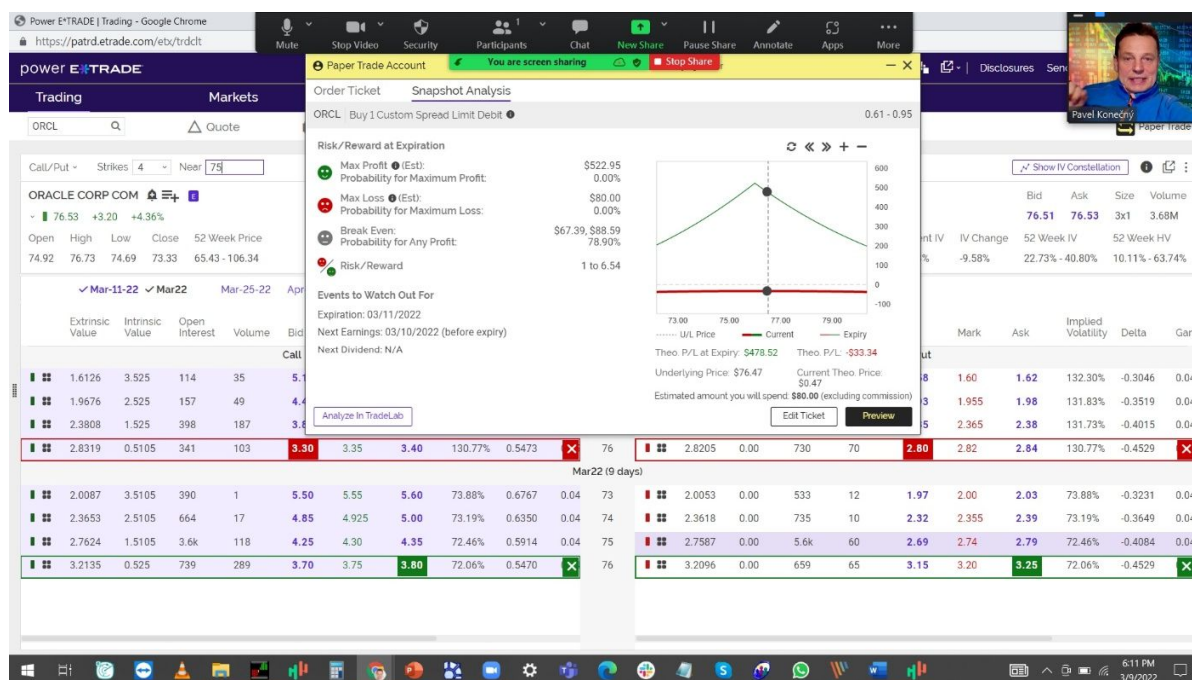 Power E*TRADE | Trading - Google Chrome
https://patrd.etrade.com/etx/trdclt
Mute
Stop Video
Security
Participants
1
Chat
New Share
Pause Share
Annotate
Apps
More
You are screen sharing
Stop Share
power E*TRADE
Disclosures
Pavel Konečný
Trading
Markets
ORCL
Quote
Paper Trade
Paper Trade Account
Order Ticket
Snapshot Analysis
ORCL | Buy 1 Custom Spread Limit Debit
0.61 - 0.95
Risk/Reward at Expiration
Max Profit (Est): $522.95
Probability for Maximum Profit: 0.00%
Max Loss (Est): $80.00
Probability for Maximum Loss: 0.00%
Break Even: $67.39, $88.59
Probability for Any Profit: 78.90%
Risk/Reward 1 to 6.54
Events to Watch Out For
Expiration: 03/11/2022
Next Earnings: 03/10/2022 (before expiry)
Next Dividend: N/A
600
500
400
300
200
100
0
-100
73.00 75.00 77.00 79.00
U/L Price Current Expiry
Theo. P/L at Expiry: $478.52 Theo. P/L: -$33.34
Underlying Price: $76.47 Current Theo. Price: $0.47
Estimated amount you will spend: $80.00 (excluding commission)
Analyze In TradeLab
Edit Ticket
Preview
Call/Put Strikes 4 Near 75
Show IV Constellation
ORACLE CORP COM E
76.53 +3.20 +4.36%
Open High Low Close 52 Week Price
74.92 76.73 74.69 73.33 65.43 - 106.34
Bid Ask Size Volume
76.51 76.53 3x1 3.68M
IV Change 52 Week IV 52 Week HV
-9.58% 22.73% - 40.80% 10.11% - 63.74%
Mar-11-22 Mar22 Mar-25-22
Extrinsic Value Intrinsic Value Open Interest Volume Bid
Mark Ask Implied Volatility Delta
Call
1.6126 3.525 114 35 1.60 1.62 132.30% -0.3046
1.9676 2.525 157 49 1.955 1.98 131.83% -0.3519
2.3808 1.525 398 187 2.365 2.38 131.73% -0.4015
2.8319 0.5105 341 103 3.30 3.35 3.40 130.77% 0.5473 76 2.8205 0.00 730 70 2.80 2.82 2.84 130.77% -0.4529
Mar22 (9 days)
2.0087 3.5105 390 1 5.50 5.55 5.60 73.88% 0.6767 0.04 73 2.0053 0.00 533 12 1.97 2.00 2.03 73.88% -0.3231
2.3653 2.5105 664 17 4.85 4.925 5.00 73.19% 0.6350 0.04 74 2.3618 0.00 735 10 2.32 2.355 2.39 73.19% -0.3649
2.7624 1.5105 3.6k 118 4.25 4.30 4.35 72.46% 0.5914 0.04 75 2.7587 0.00 5.6k 60 2.69 2.74 2.79 72.46% -0.4084
3.2135 0.525 739 289 3.70 3.75 3.80 72.06% 0.5470 76 3.2096 0.00 659 65 3.15 3.20 3.25 72.06% -0.4529
6:11 PM
3/9/2022